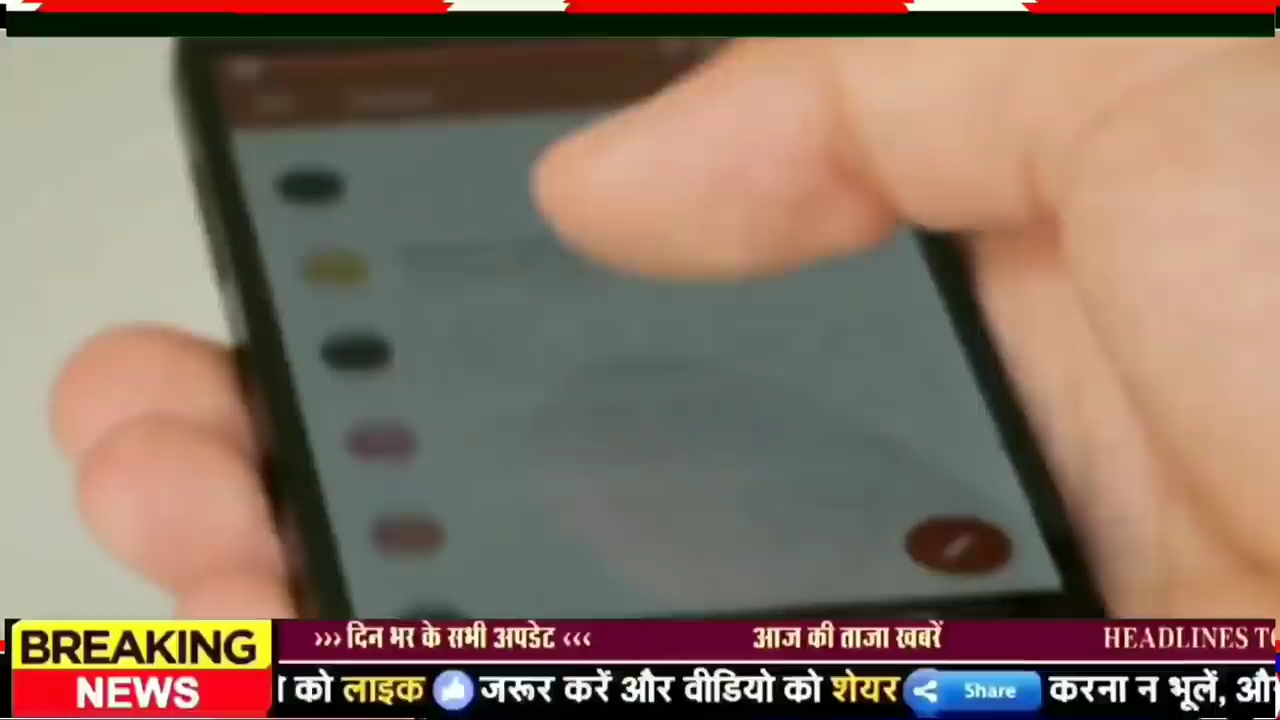 BREAKING
NEWS
››› दिन भर के सभी अपडेट ‹‹‹ आज की ताजा खबरें HEADLINES
को लाइक जरूर करें और वीडियो को शेयर Share करना न भूलें,